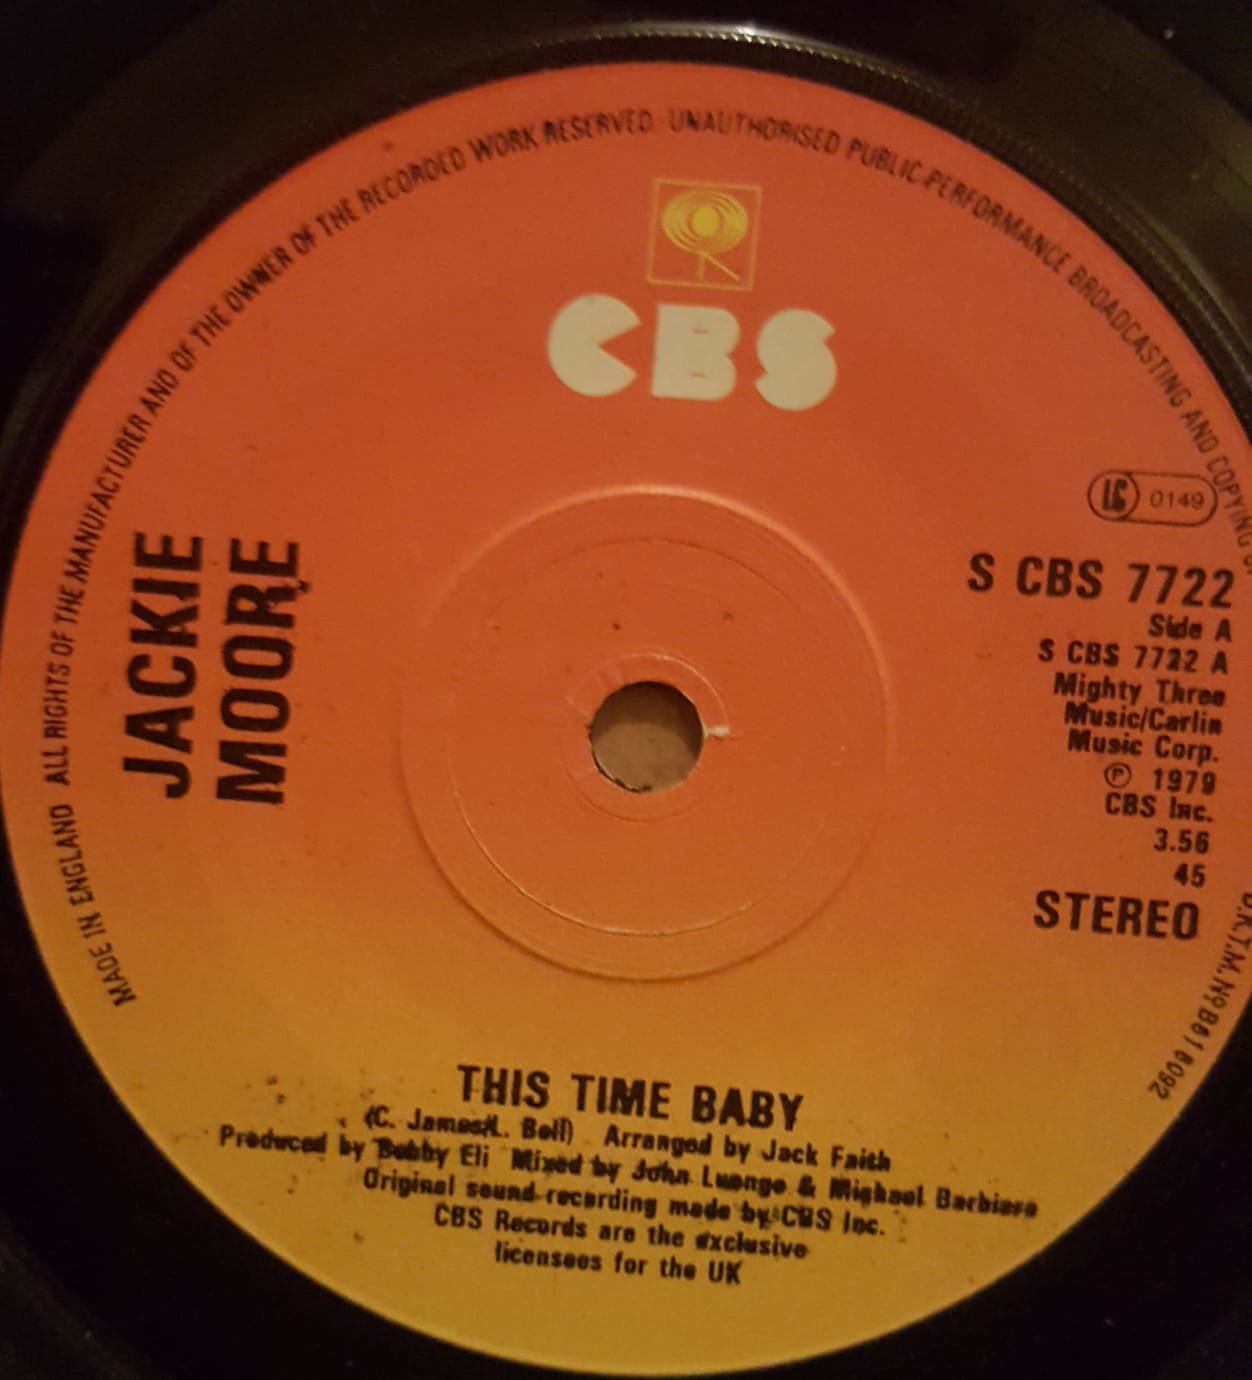 MADE IN ENGLAND ALL RIGHTS OF THE MANUFACTURER AND OF THE OWNER OF THE RECORDED WORK RESERVED UNAUTHORISED PUBLIC PERFORMANCE BROADCASTING AND COPYING
CBS
LC 0149
JACKIE
MOORE
S CBS 7722
Side A
S CBS 7722 A
Mighty Three
Music/Carlin
Music Corp.
℗ 1979
CBS Inc.
3.56
45
STEREO
U.K.T.M. Nº B618092
THIS TIME BABY
(C. James/L. Bell) Arranged by Jack Faith
Produced by Bobby Eli Mixed by John Luongo & Michael Barbiero
Original sound recording made by CBS Inc.
CBS Records are the exclusive
licensees for the UK